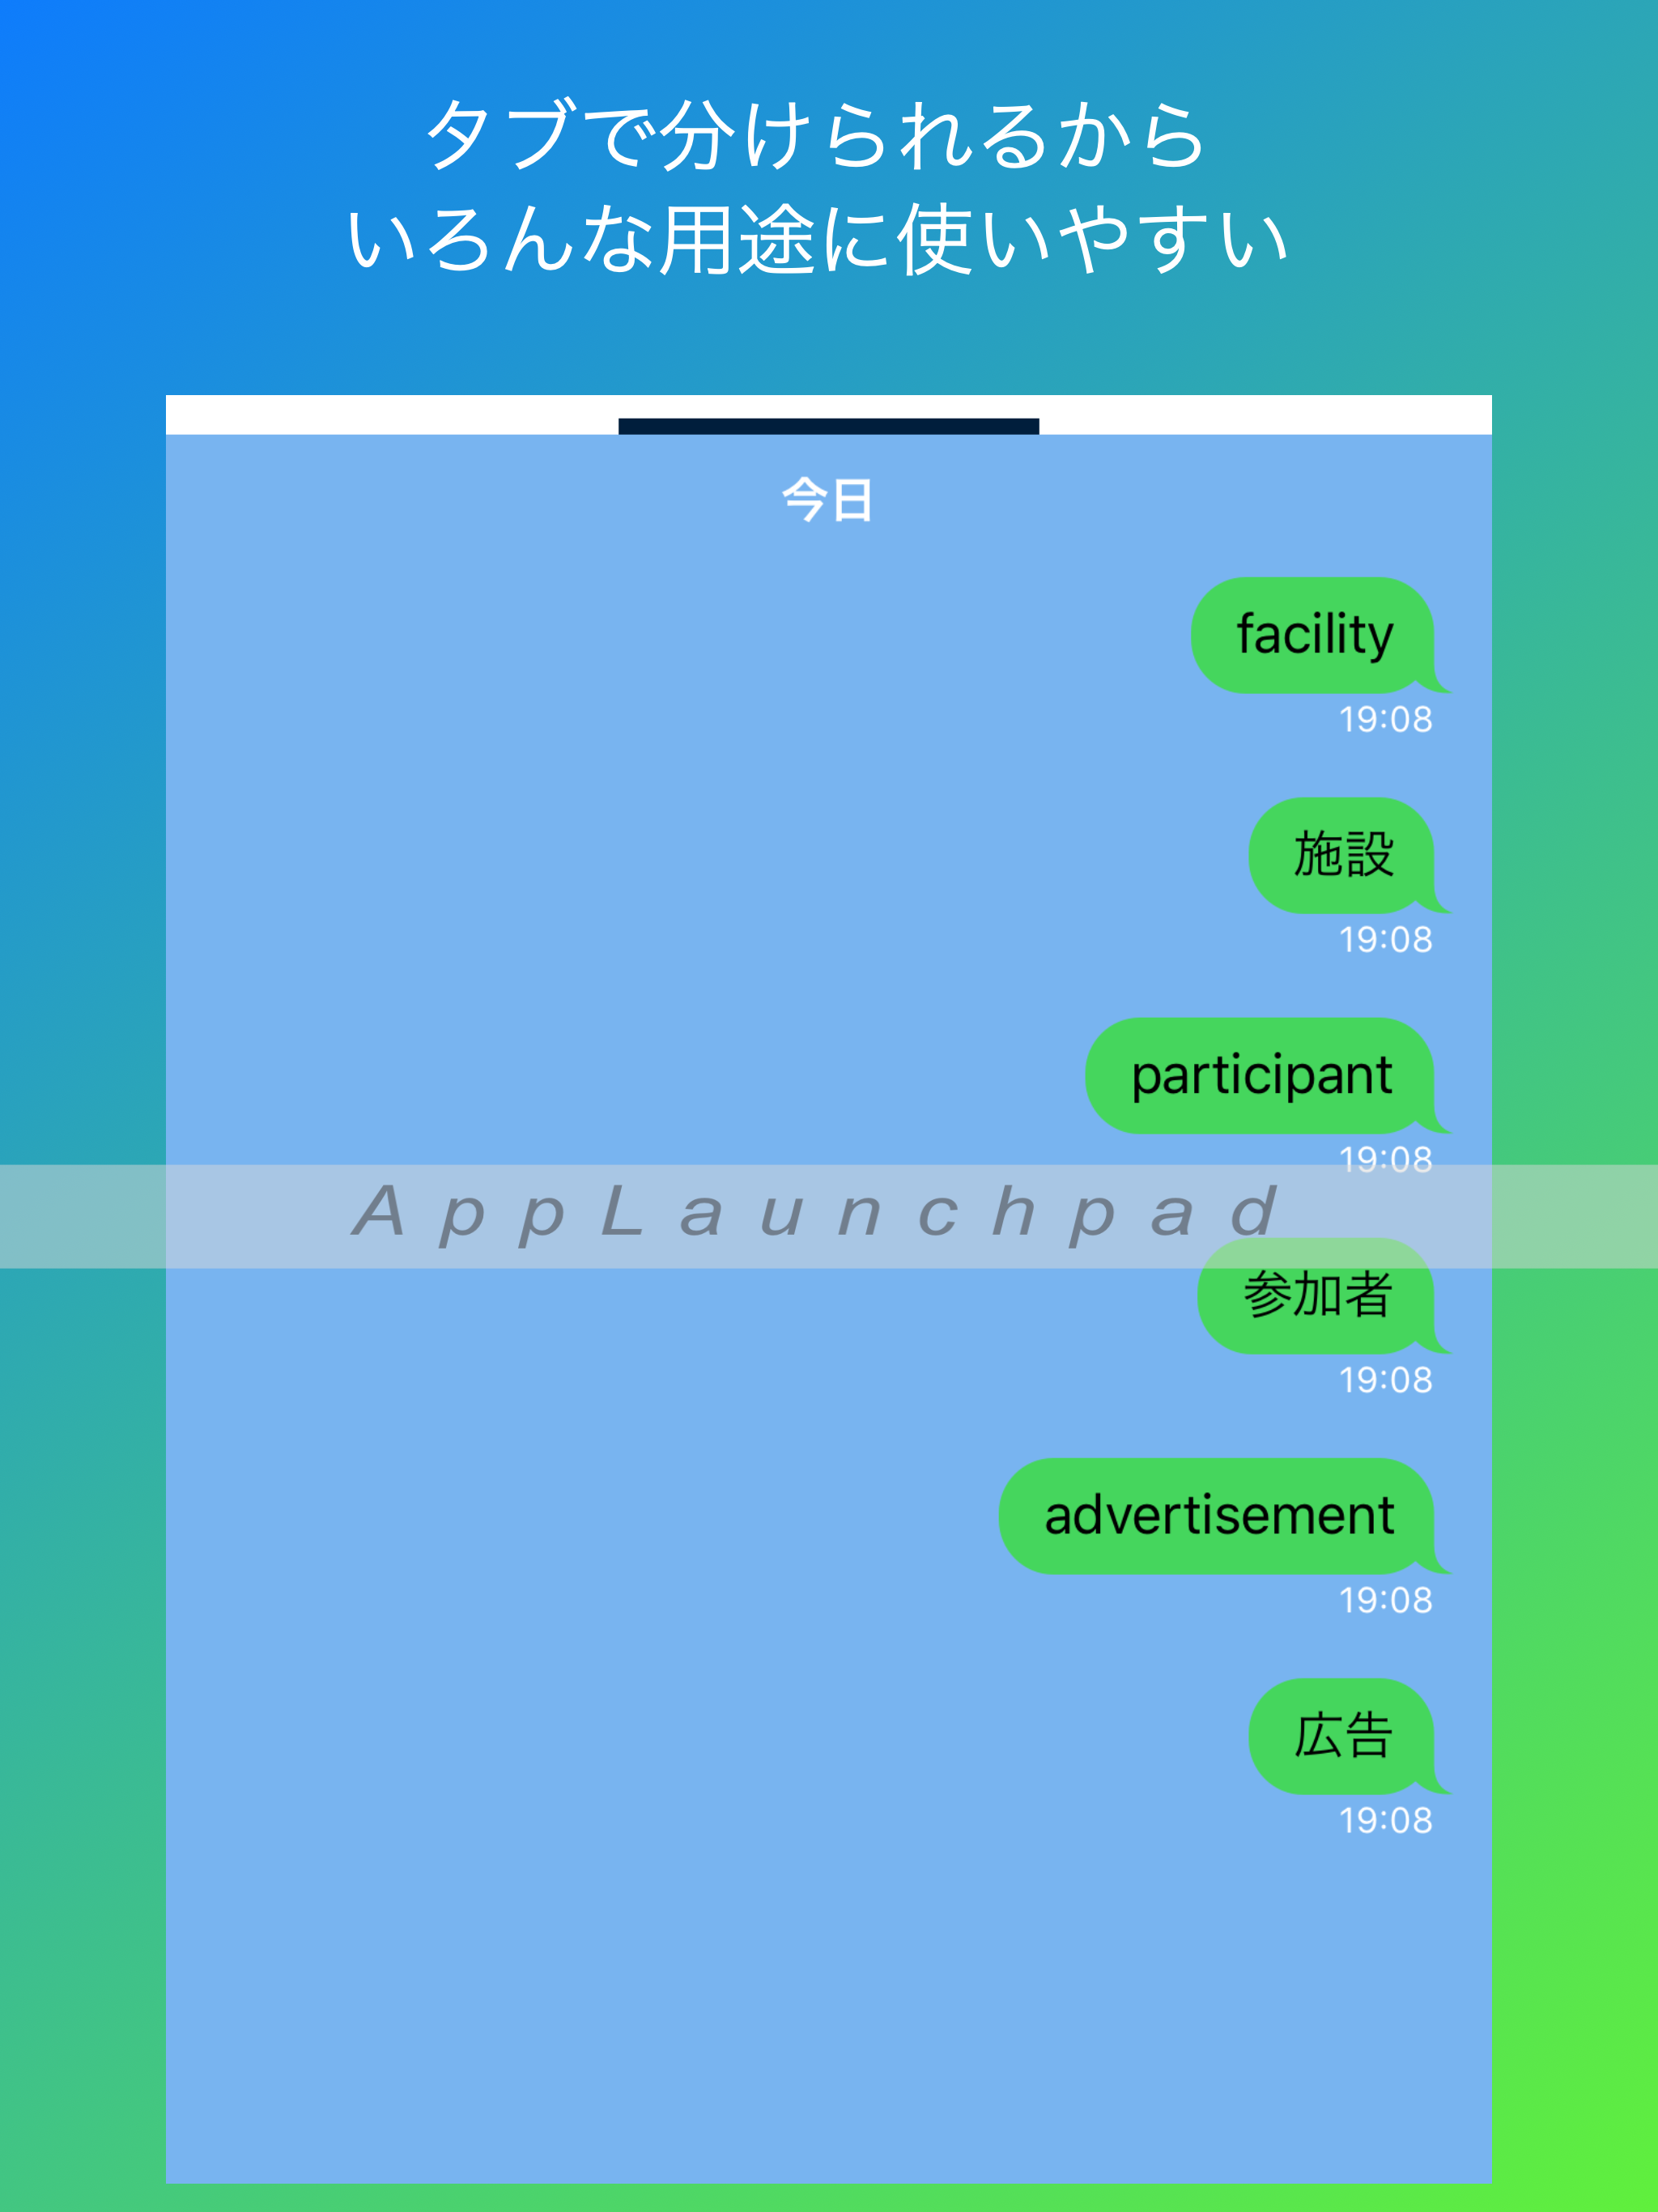 タブで分けられるから
いろんな用途に使いやすい
今日
facility
19:08
施設
19:08
participant
19:08
AppLaunchpad
参加者
19:08
advertisement
19:08
広告
19:08